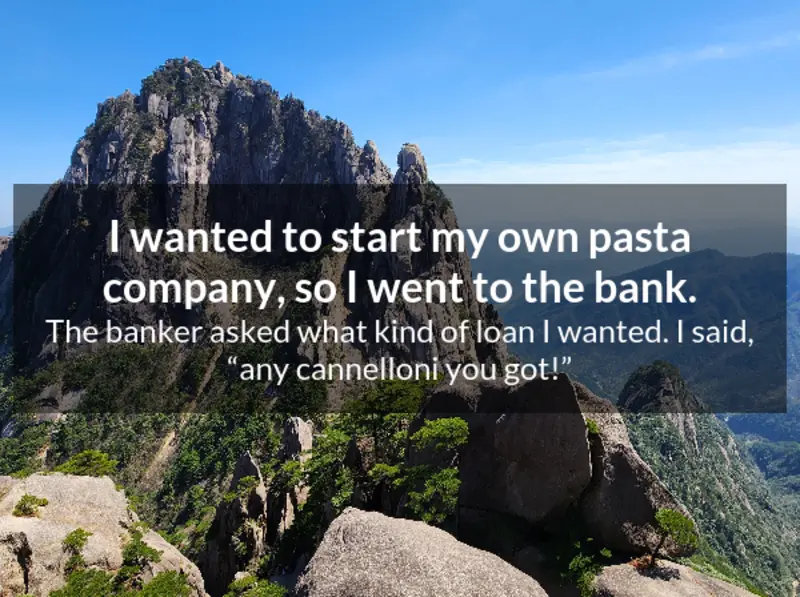 I wanted to start my own pasta
company, so I went to the bank.
The banker asked what kind of loan I wanted. I said,
“any cannelloni you got!”